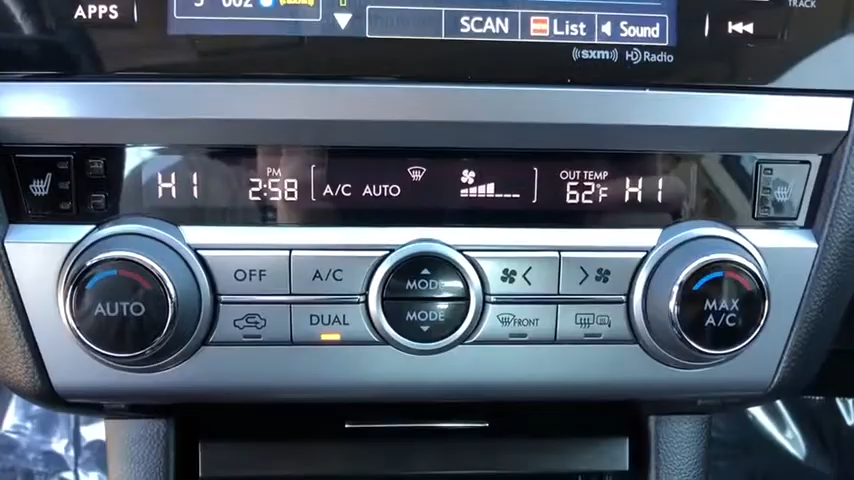 APPS
SCAN
List
Sound
TRACK
((sxm))
HD Radio
HI
PM
2:58
A/C AUTO
OUT TEMP
62°F
HI
OFF
A/C
MODE
MODE
AUTO
DUAL
FRONT
MAX
A/C